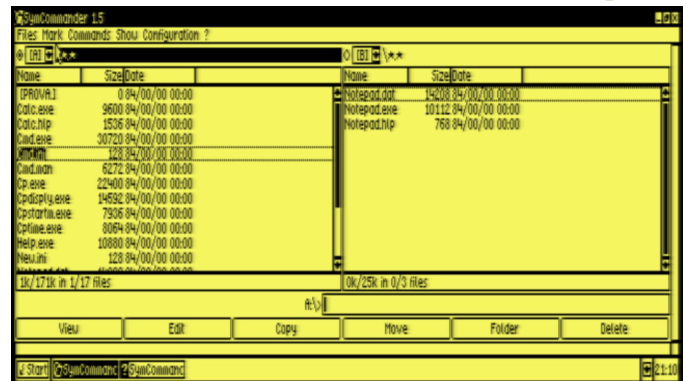 SymCommander 1.5
Files Mark Commands Show Configuration ?
[A] \*.* [B] \*.*
Name Size Date Name Size Date
[PROVA.] 0 84/00/00 00:00 Notepad.dat 14208 84/00/00 00:00
Calc.exe 9600 84/00/00 00:00 Notepad.exe 10112 84/00/00 00:00
Calc.hlp 1536 84/00/00 00:00 Notepad.hlp 768 84/00/00 00:00
Cmd.exe 30720 84/00/00 00:00
128 84/00/00 00:00
Cmd.man 6272 84/00/00 00:00
Cp.exe 22400 84/00/00 00:00
Cpdisply.exe 14592 84/00/00 00:00
Cpstartm.exe 7936 84/00/00 00:00
Cptime.exe 8064 84/00/00 00:00
Help.exe 10880 84/00/00 00:00
New.ini 128 84/00/00 00:00
1k/171k in 1/17 files 0k/25k in 0/3 files
A:\>
View Edit Copy Move Folder Delete
Start SymCommanc SymCommanc 21:10